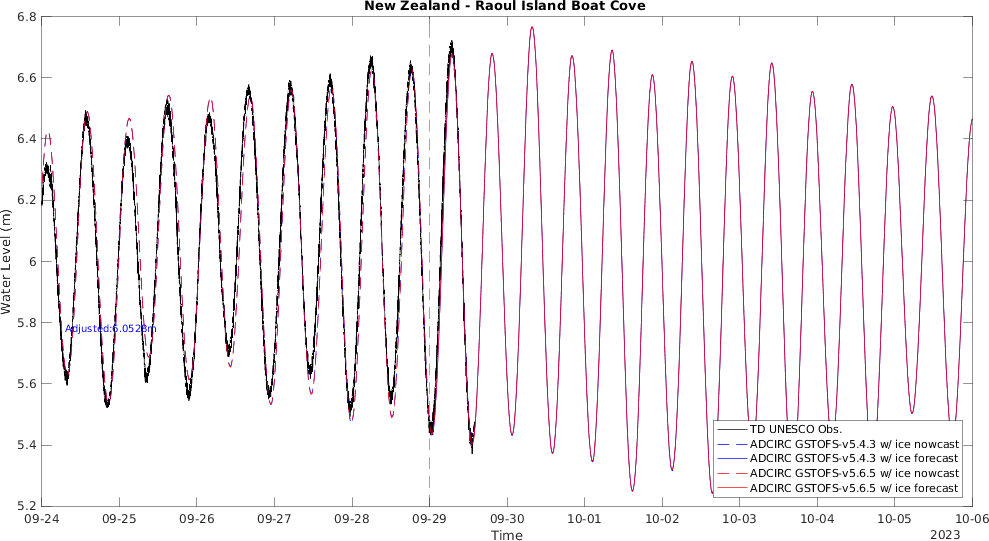 New Zealand - Raoul Island Boat Cove
6.8
6.6
6.4
6.2
6
5.8
5.6
5.4
5.2
Water Level (m)
Adjusted:6.0528m
TD UNESCO Obs.
ADCIRC GSTOFS-v5.4.3 w/ ice nowcast
ADCIRC GSTOFS-v5.4.3 w/ ice forecast
ADCIRC GSTOFS-v5.6.5 w/ ice nowcast
ADCIRC GSTOFS-v5.6.5 w/ ice forecast
09-24 09-25 09-26 09-27 09-28 09-29 09-30 10-01 10-02 10-03 10-04 10-05 10-06
Time
2023